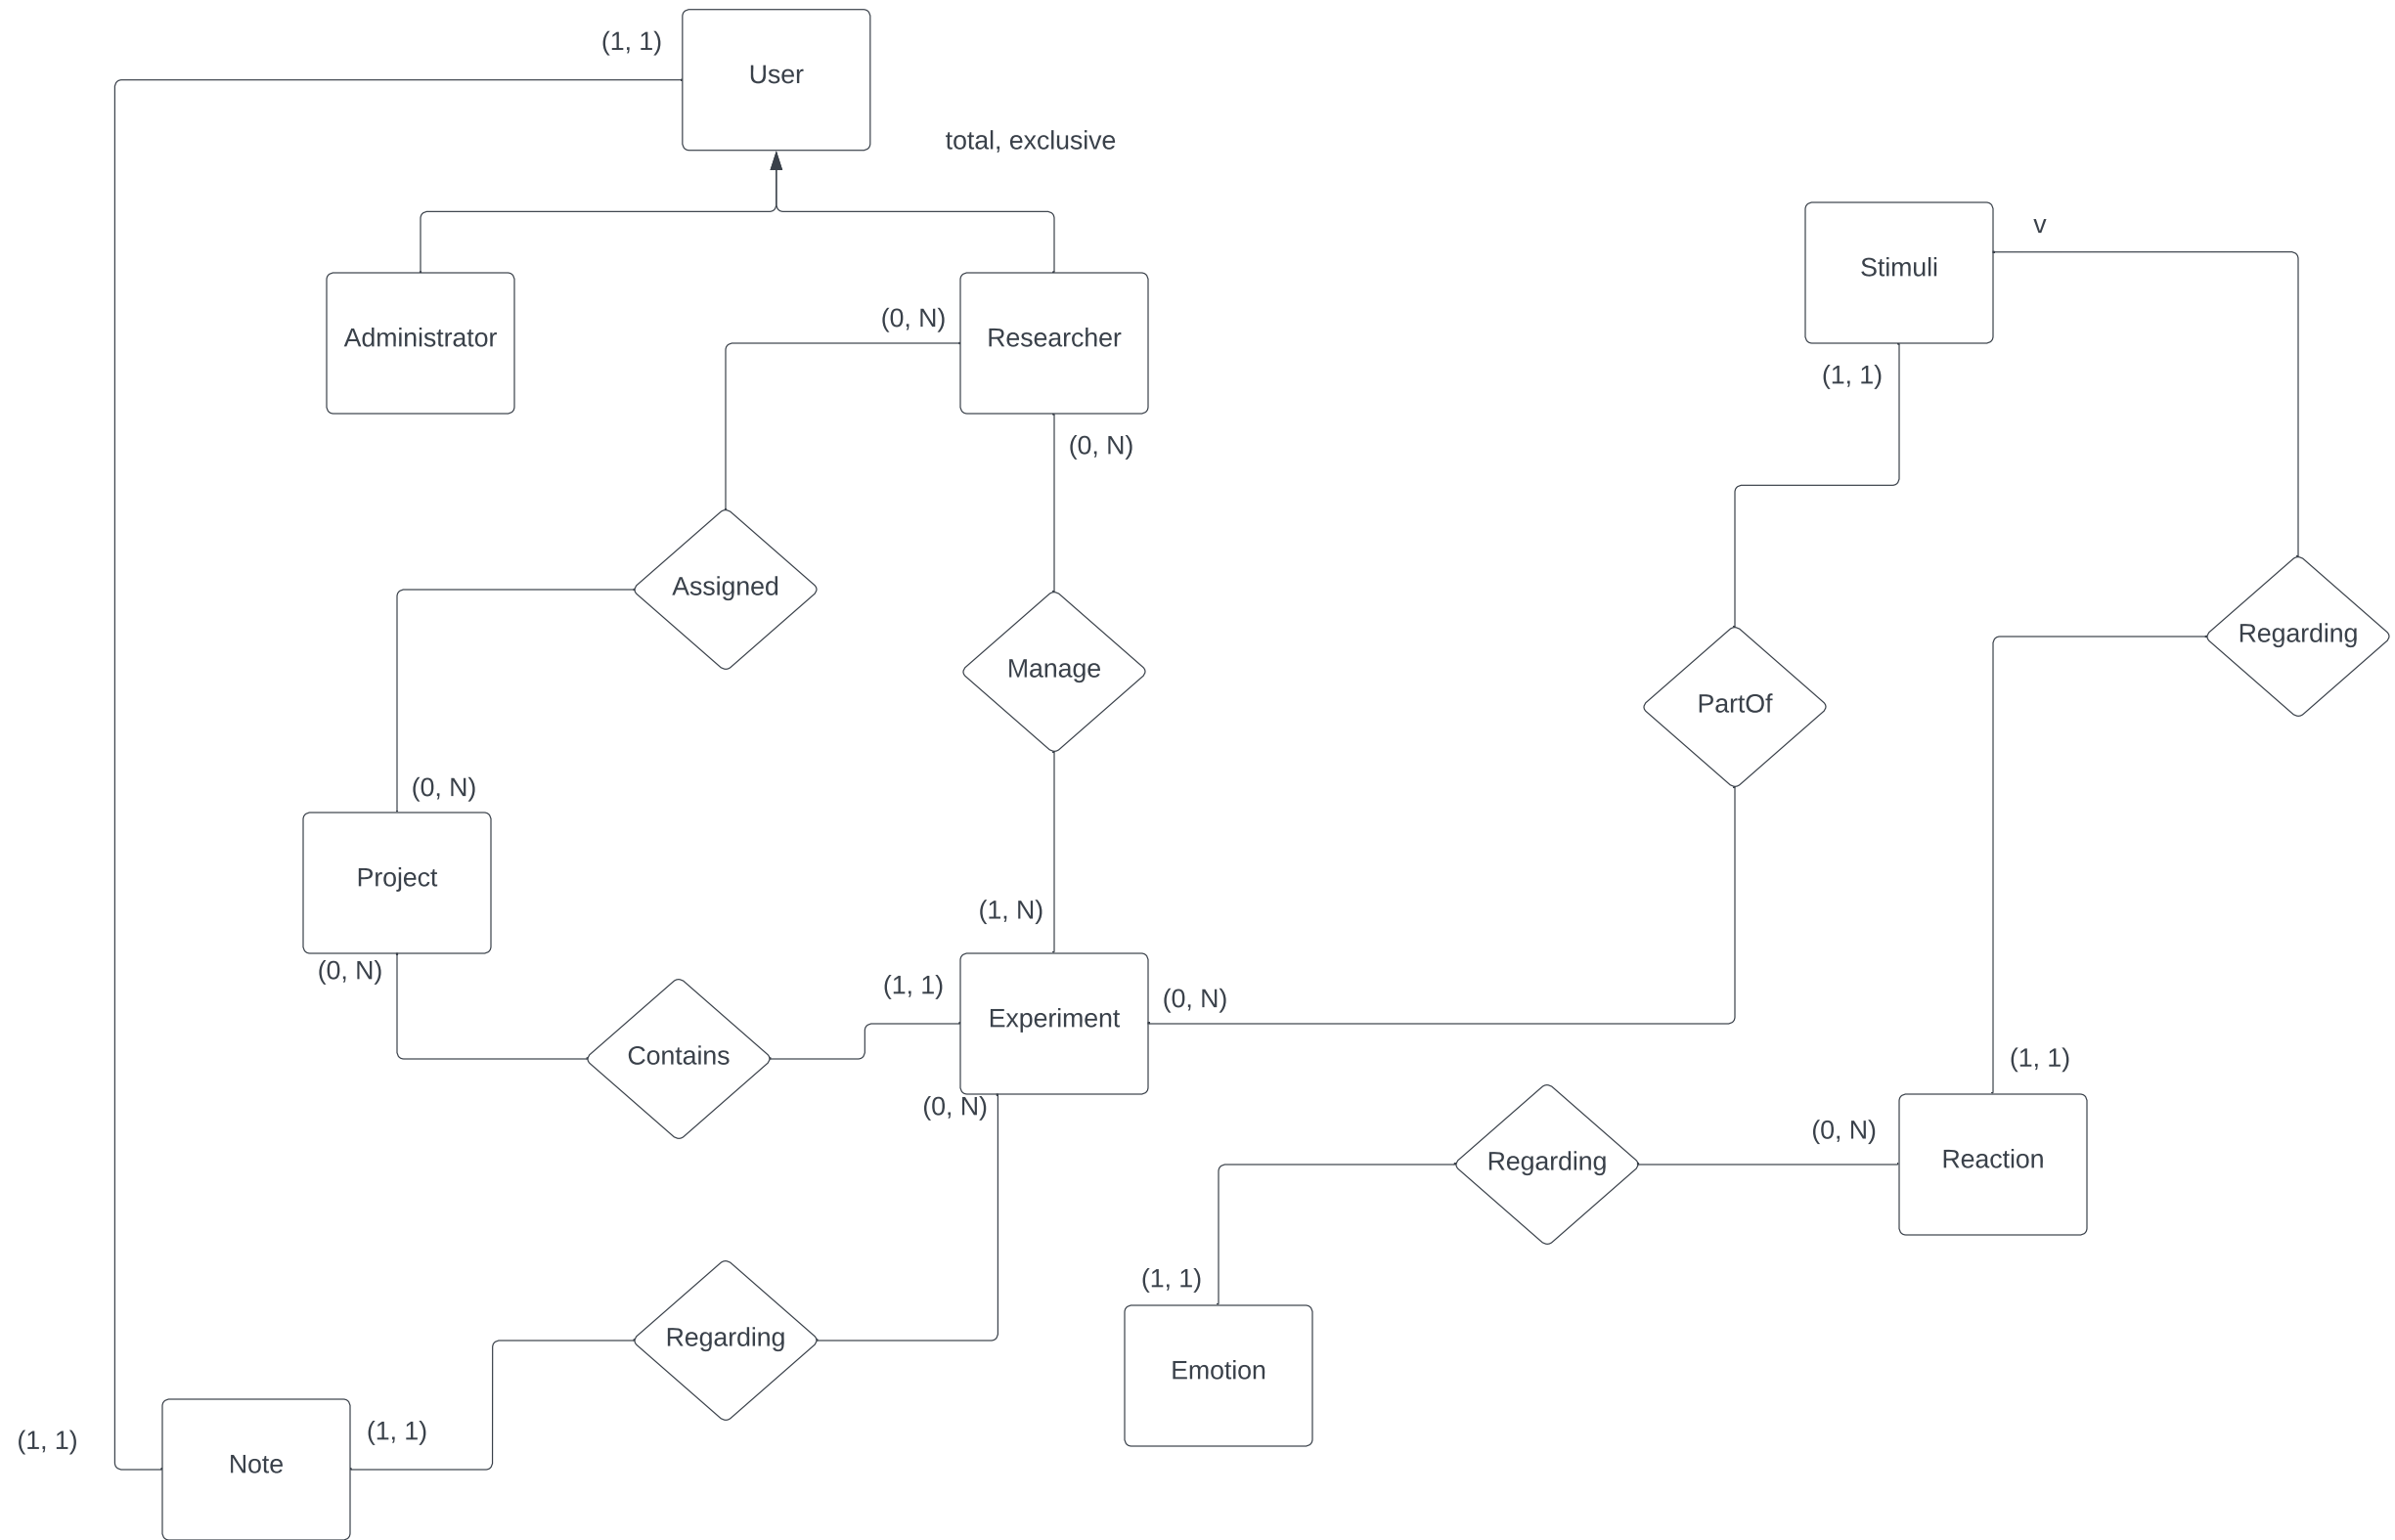 (1, 1)
User
total, exclusive
v
Stimuli
(0, N)
Administrator
Researcher
(1, 1)
(0, N)
Assigned
Regarding
Manage
PartOf
(0, N)
Project
(1, N)
(0, N)
(1, 1)
(0, N)
Experiment
Contains
(1, 1)
(0, N)
(0, N)
Regarding
Reaction
(1, 1)
Regarding
Emotion
(1, 1)
(1, 1)
Note